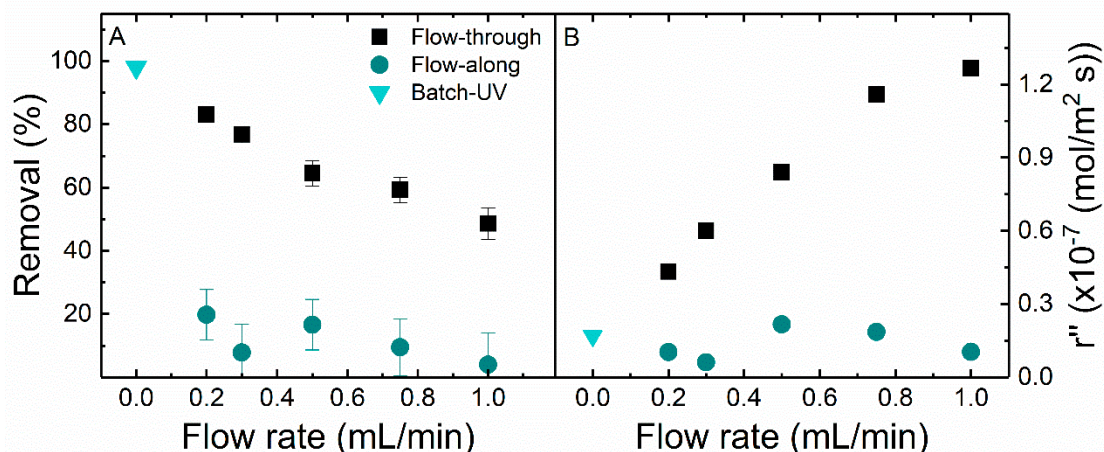 A
Flow-through
Flow-along
Batch-UV
B
100
80
60
40
20
Removal (%)
1.2
0.9
0.6
0.3
0.0
r'' (x10⁻⁷ (mol/m² s)
0.0 0.2 0.4 0.6 0.8 1.0
0.0 0.2 0.4 0.6 0.8 1.0
Flow rate (mL/min)
Flow rate (mL/min)